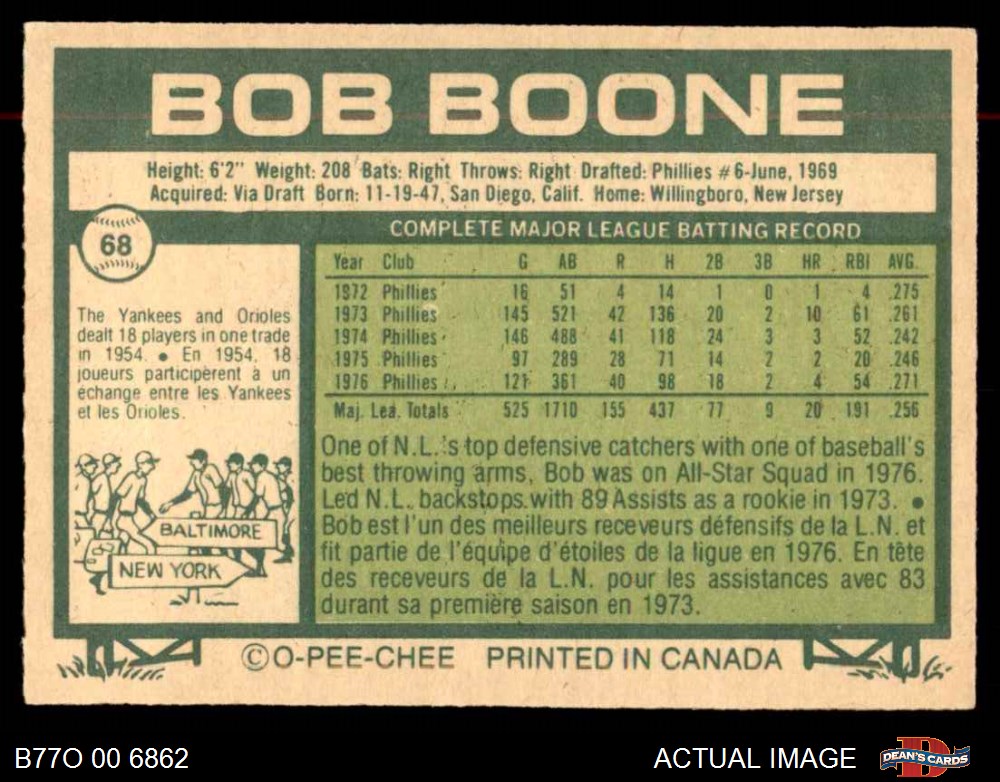 BOB BOONE
Height: 6'2" Weight: 208 Bats: Right Throws: Right Drafted: Phillies #6-June, 1969
Acquired: Via Draft Born: 11-19-47, San Diego, Calif. Home: Willingboro, New Jersey
68
The Yankees and Orioles
dealt 18 players in one trade
in 1954. • En 1954, 18
joueurs participèrent à un
échange entre les Yankees
et les Orioles.
BALTIMORE
NEW YORK
COMPLETE MAJOR LEAGUE BATTING RECORD
Year Club G AB R H 2B 3B HR RBI AVG.
1972 Phillies 16 51 4 14 1 0 1 4 .275
1973 Phillies 145 521 42 136 20 2 10 61 .261
1974 Phillies 146 488 41 118 24 3 3 52 .242
1975 Phillies 97 289 28 71 14 2 2 20 .246
1976 Phillies 121 361 40 98 18 2 4 54 .271
Maj. Lea. Totals 525 1710 155 437 77 9 20 191 .256
One of N.L.'s top defensive catchers with one of baseball's
best throwing arms, Bob was on All-Star Squad in 1976.
Led N.L. backstops with 89 Assists as a rookie in 1973. •
Bob est l'un des meilleurs receveurs défensifs de la L.N. et
fit partie de l'équipe d'étoiles de la ligue en 1976. En tête
des receveurs de la L.N. pour les assistances avec 83
durant sa première saison en 1973.
©O-PEE-CHEE PRINTED IN CANADA
B77O 00 6862
ACTUAL IMAGE
DEAN'S CARDS